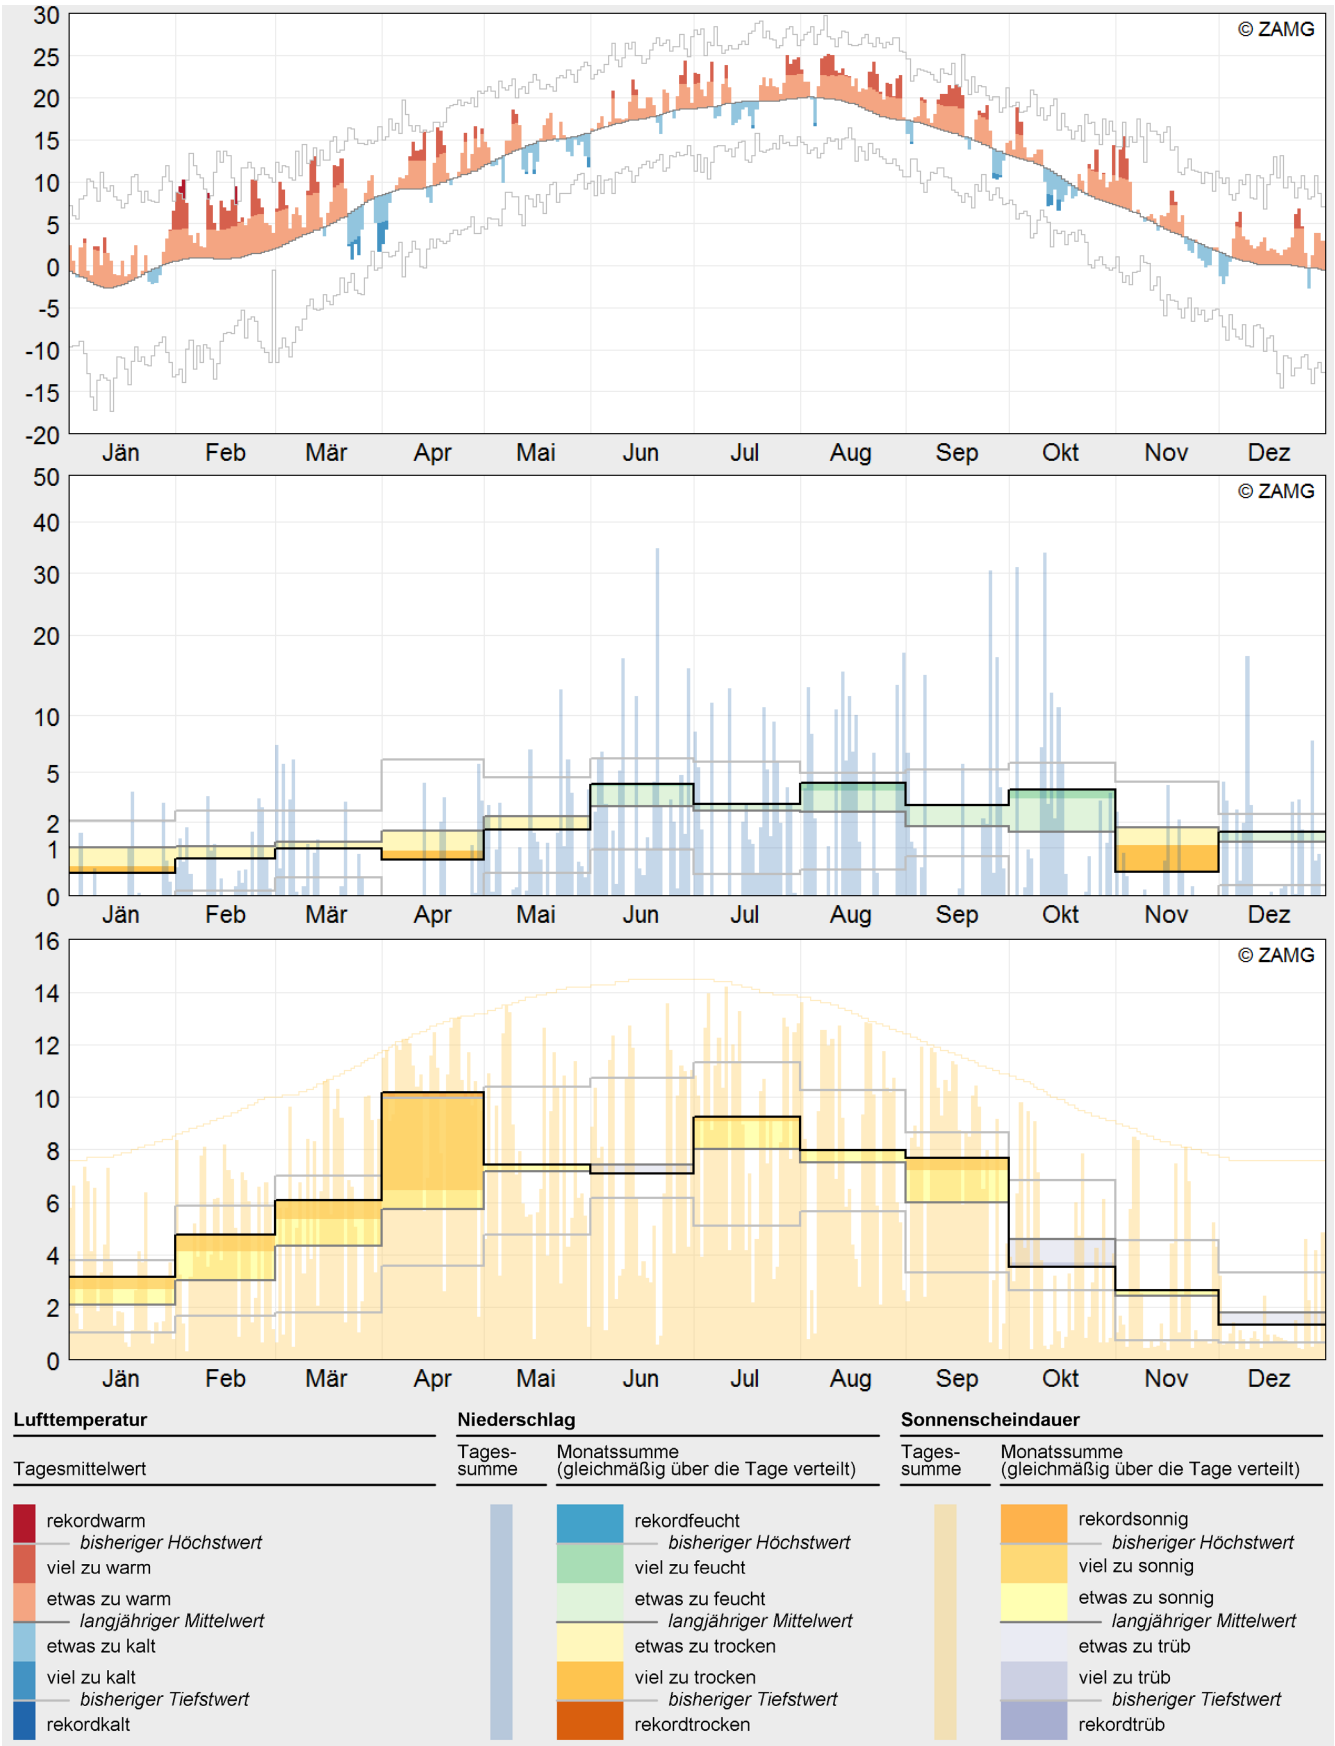 30
© ZAMG
25
20
15
10
5
0
-5
-10
-15
-20
Jän Feb Mär Apr Mai Jun Jul Aug Sep Okt Nov Dez
50
© ZAMG
40
30
20
10
5
2
1
0
Jän Feb Mär Apr Mai Jun Jul Aug Sep Okt Nov Dez
16
© ZAMG
14
12
10
8
6
4
2
0
Jän Feb Mär Apr Mai Jun Jul Aug Sep Okt Nov Dez
Lufttemperatur
Tagesmittelwert
rekordwarm
bisheriger Höchstwert
viel zu warm
etwas zu warm
langjähriger Mittelwert
etwas zu kalt
viel zu kalt
bisheriger Tiefstwert
rekordkalt
Niederschlag
Tages-
summe
Monatssumme
(gleichmäßig über die Tage verteilt)
rekordfeucht
bisheriger Höchstwert
viel zu feucht
etwas zu feucht
langjähriger Mittelwert
etwas zu trocken
viel zu trocken
bisheriger Tiefstwert
rekordtrocken
Sonnenscheindauer
Tages-
summe
Monatssumme
(gleichmäßig über die Tage verteilt)
rekordsonnig
bisheriger Höchstwert
viel zu sonnig
etwas zu sonnig
langjähriger Mittelwert
etwas zu trüb
viel zu trüb
bisheriger Tiefstwert
rekordtrüb